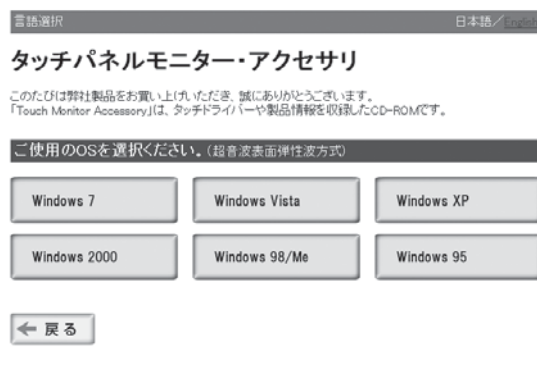 言語選択 日本語／English
タッチパネルモニター・アクセサリ
このたびは弊社製品をお買い上げいただき、誠にありがとうございます。
「Touch Monitor Accessory」は、タッチドライバーや製品情報を収録したCD-ROMです。
ご使用のOSを選択ください。(超音波表面弾性波方式)
Windows 7 Windows Vista Windows XP
Windows 2000 Windows 98/Me Windows 95
戻る